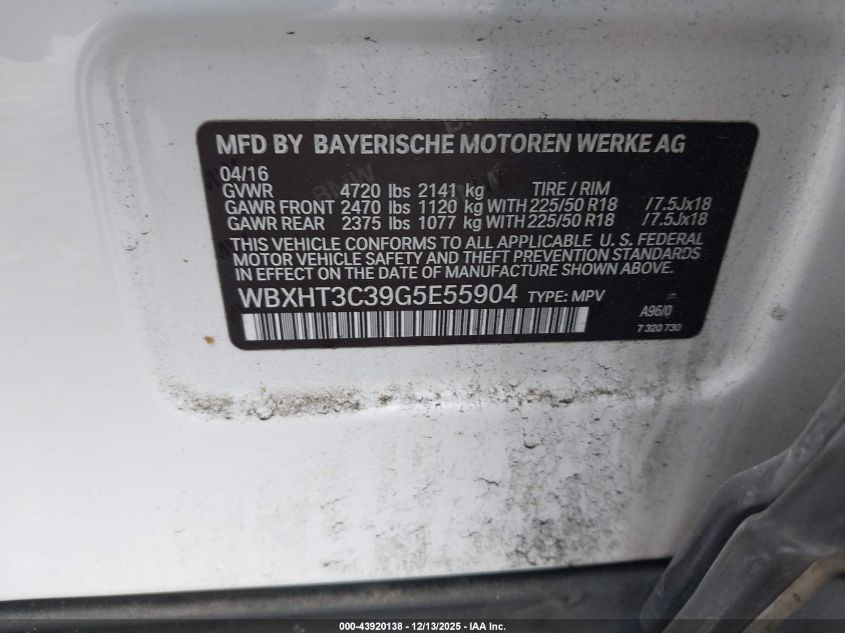 MFD BY BAYERISCHE MOTOREN WERKE AG
04/16
GVWR 4720 lbs 2141 kg TIRE / RIM
GAWR FRONT 2470 lbs 1120 kg WITH 225/50 R18 /7.5Jx18
GAWR REAR 2375 lbs 1077 kg WITH 225/50 R18 /7.5Jx18
THIS VEHICLE CONFORMS TO ALL APPLICABLE U. S. FEDERAL
MOTOR VEHICLE SAFETY AND THEFT PREVENTION STANDARDS
IN EFFECT ON THE DATE OF MANUFACTURE SHOWN ABOVE.
WBXHT3C39G5E55904 TYPE: MPV
A96/0
7 320 730
000-43920138 - 12/13/2025 - IAA Inc.